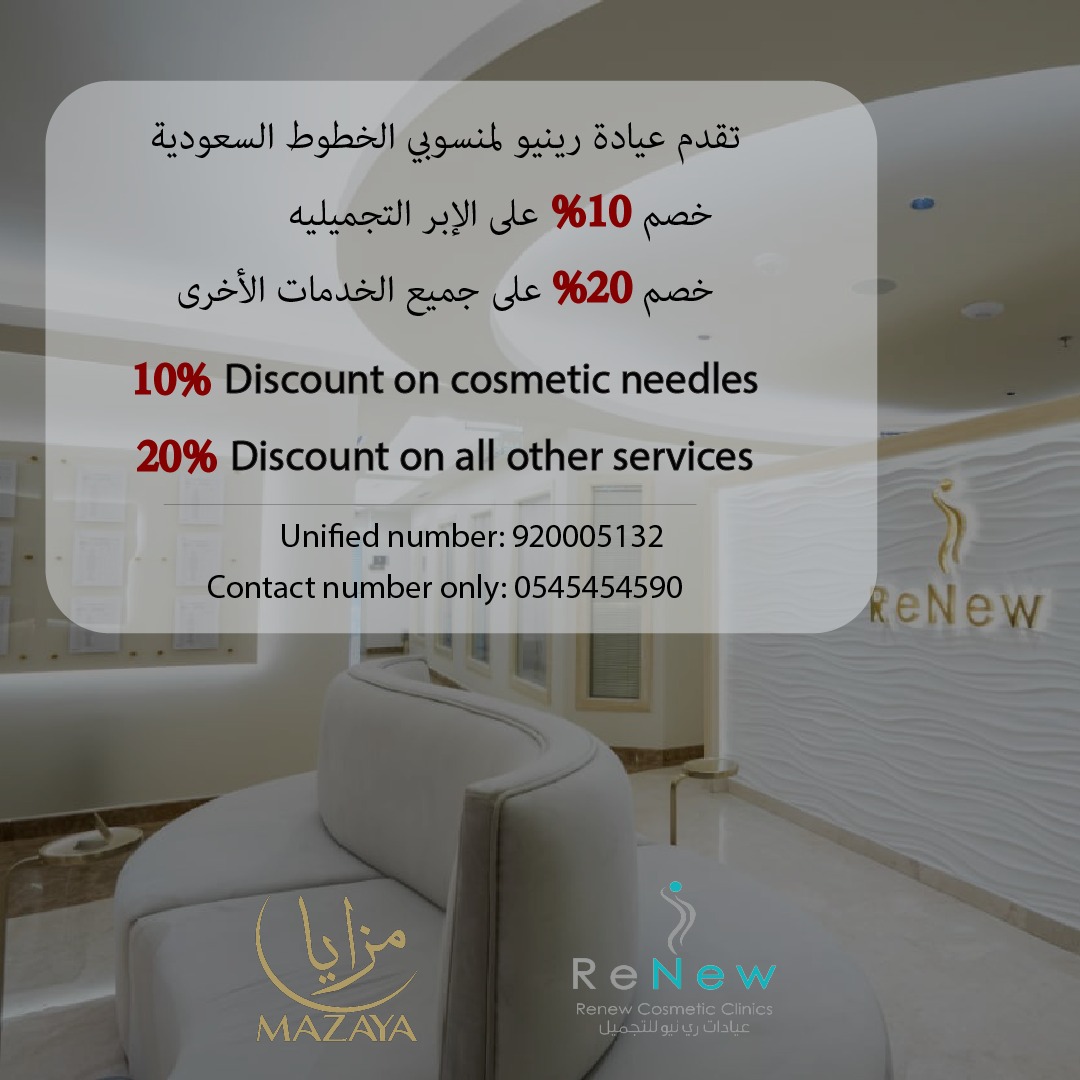 تقدم عيادة رينيو لمنسوبي الخطوط السعودية
خصم 10% على الإبر التجميليه
خصم 20% على جميع الخدمات الأخرى
10% Discount on cosmetic needles
20% Discount on all other services
Unified number: 920005132
Contact number only: 0545454590
ReNew
مزايا
MAZAYA
ReNew
Renew Cosmetic Clinics
عيادات ري نيو للتجميل